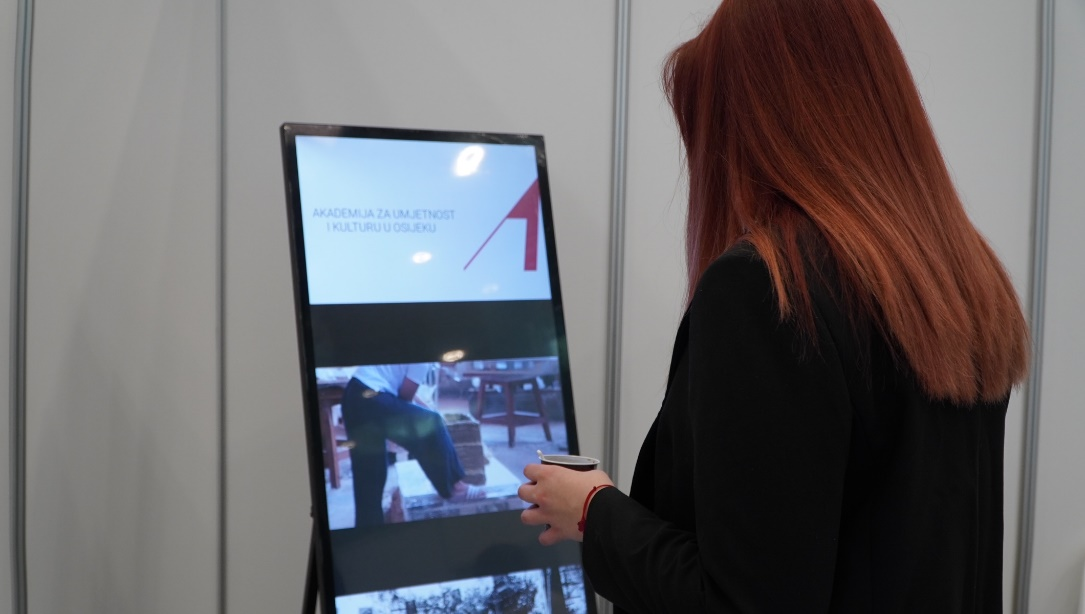 AKADEMIJA ZA UMJETNOST
I KULTURU U OSIJEKU